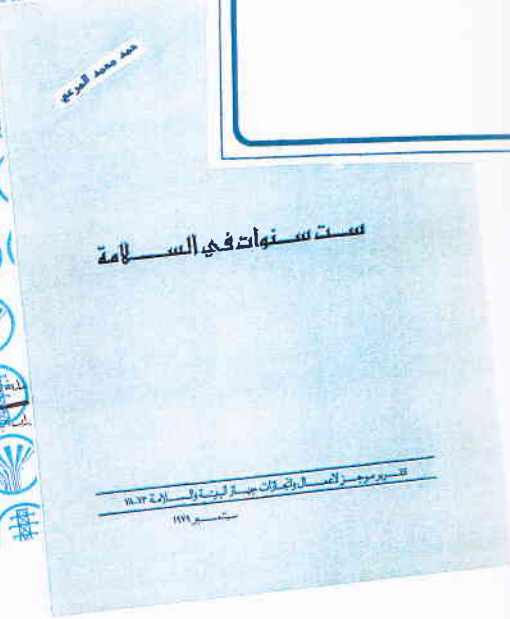 حمد محمد المرعي
ست سنوات في السلامة
تقرير موجز لأعمال وانجازات جهاز البيئة والسلامة ٧٣-٧٨
سبتمبر ١٩٧٩